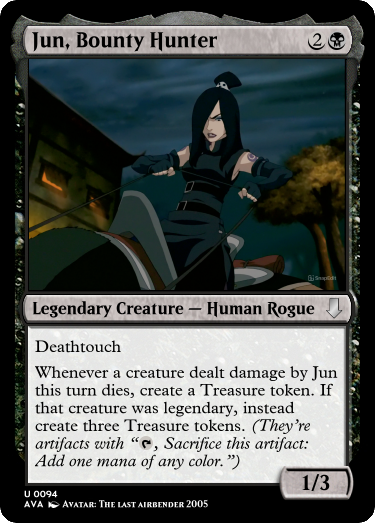 Jun, Bounty Hunter 2
Legendary Creature — Human Rogue
Deathtouch
Whenever a creature dealt damage by Jun
this turn dies, create a Treasure token. If
that creature was legendary, instead
create three Treasure tokens. (They're
artifacts with “, Sacrifice this artifact:
Add one mana of any color.”)
1/3
U 0094
AVA Avatar: The last airbender 2005